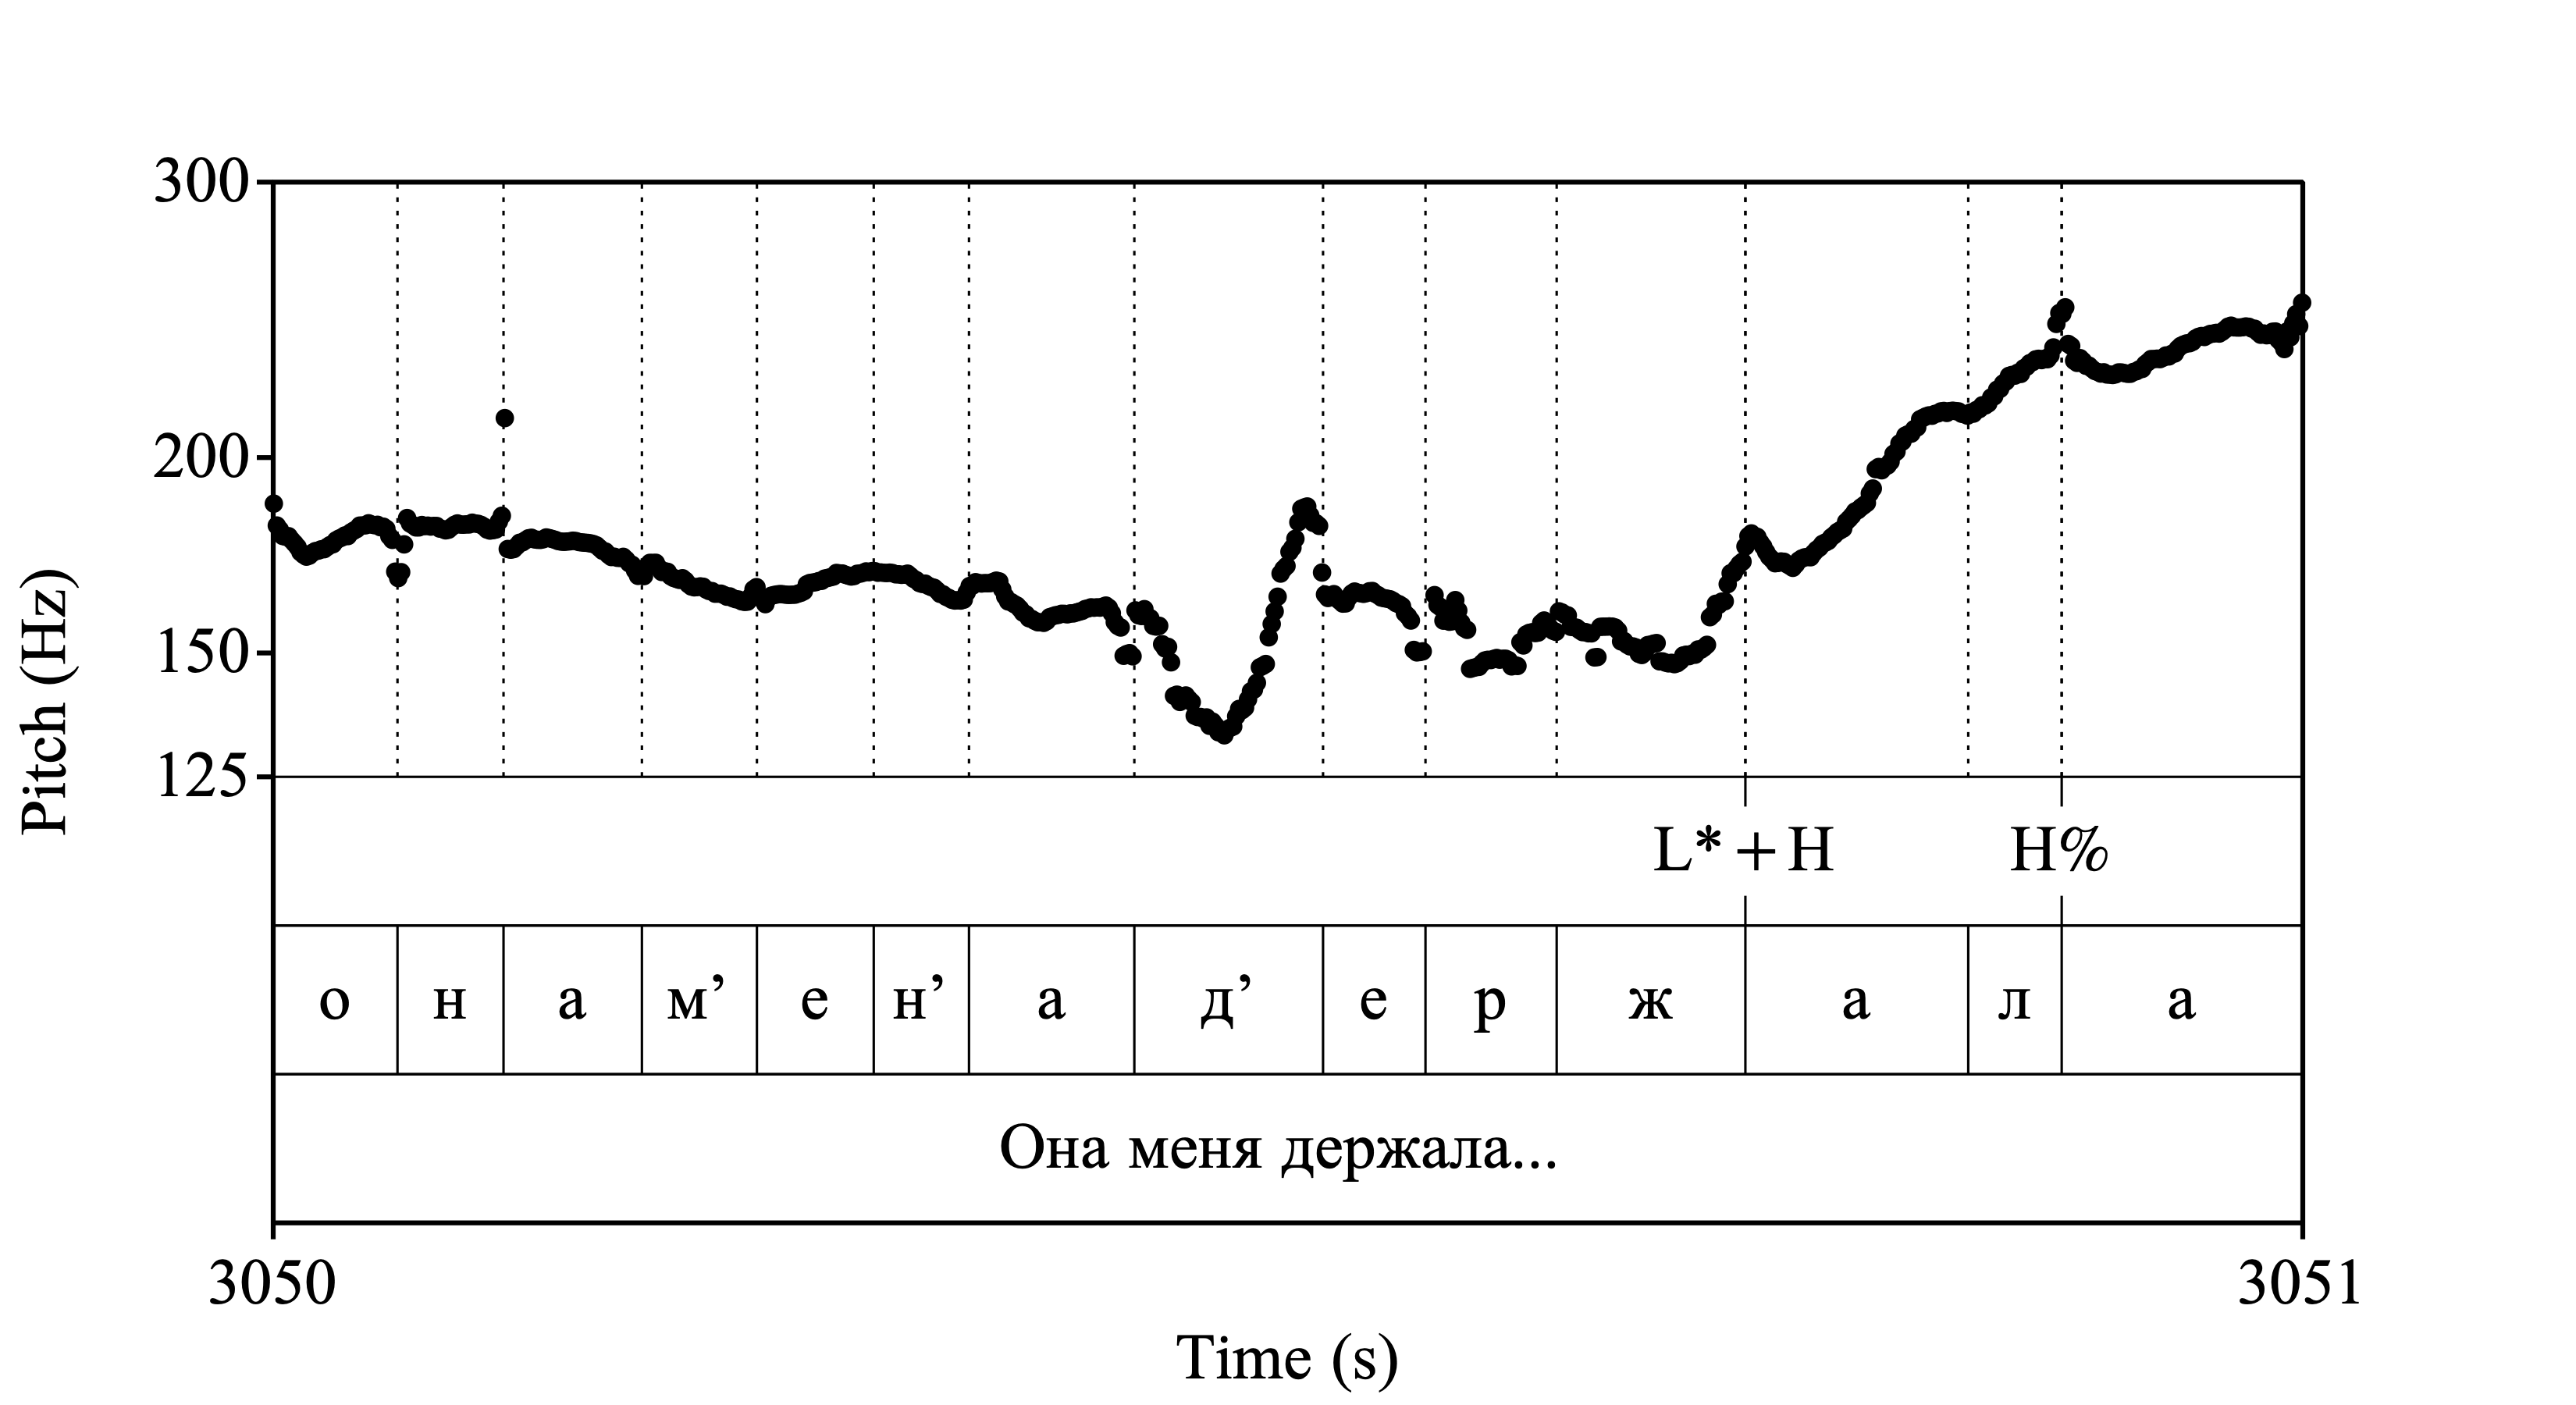 300
200
150
125
Pitch (Hz)
L*+H H%
о н а м’ е н’ а д’ е р ж а л а
Она меня держала...
3050 3051
Time (s)